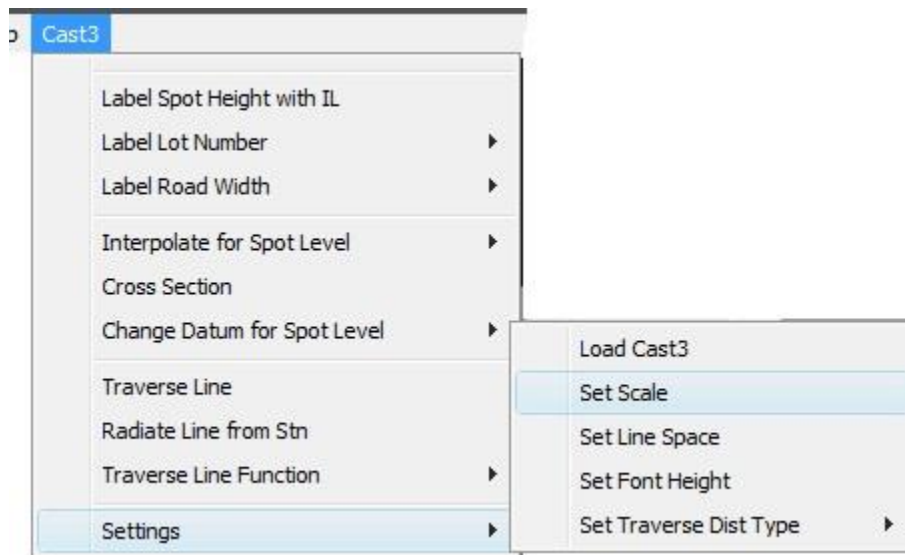 Cast3
Label Spot Height with IL
Label Lot Number
Label Road Width
Interpolate for Spot Level
Cross Section
Change Datum for Spot Level
Traverse Line
Radiate Line from Stn
Traverse Line Function
Settings
Load Cast3
Set Scale
Set Line Space
Set Font Height
Set Traverse Dist Type